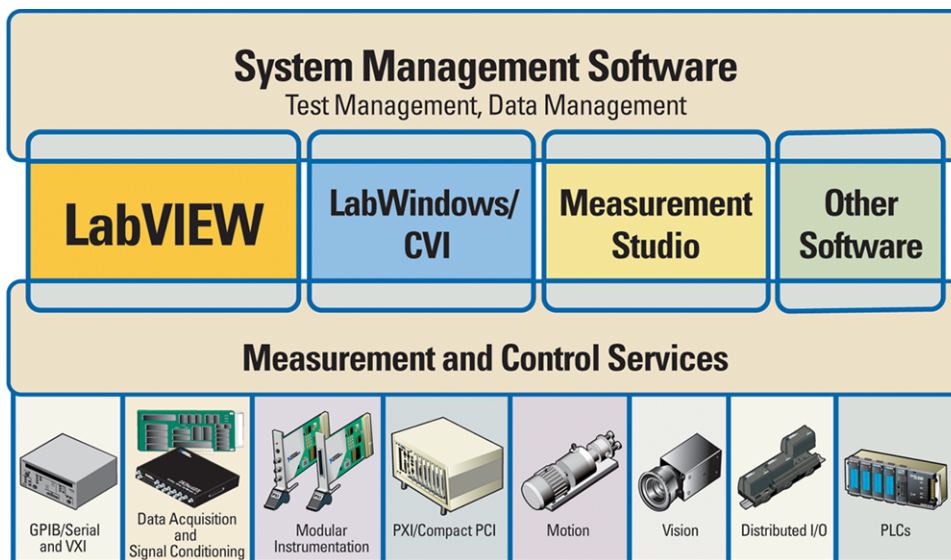 System Management Software
Test Management, Data Management
LabVIEW
LabWindows/
CVI
Measurement
Studio
Other
Software
Measurement and Control Services
GPIB/Serial
and VXI
Data Acquisition
and
Signal Conditioning
Modular
Instrumentation
PXI/Compact PCI
Motion
Vision
Distributed I/O
PLCs